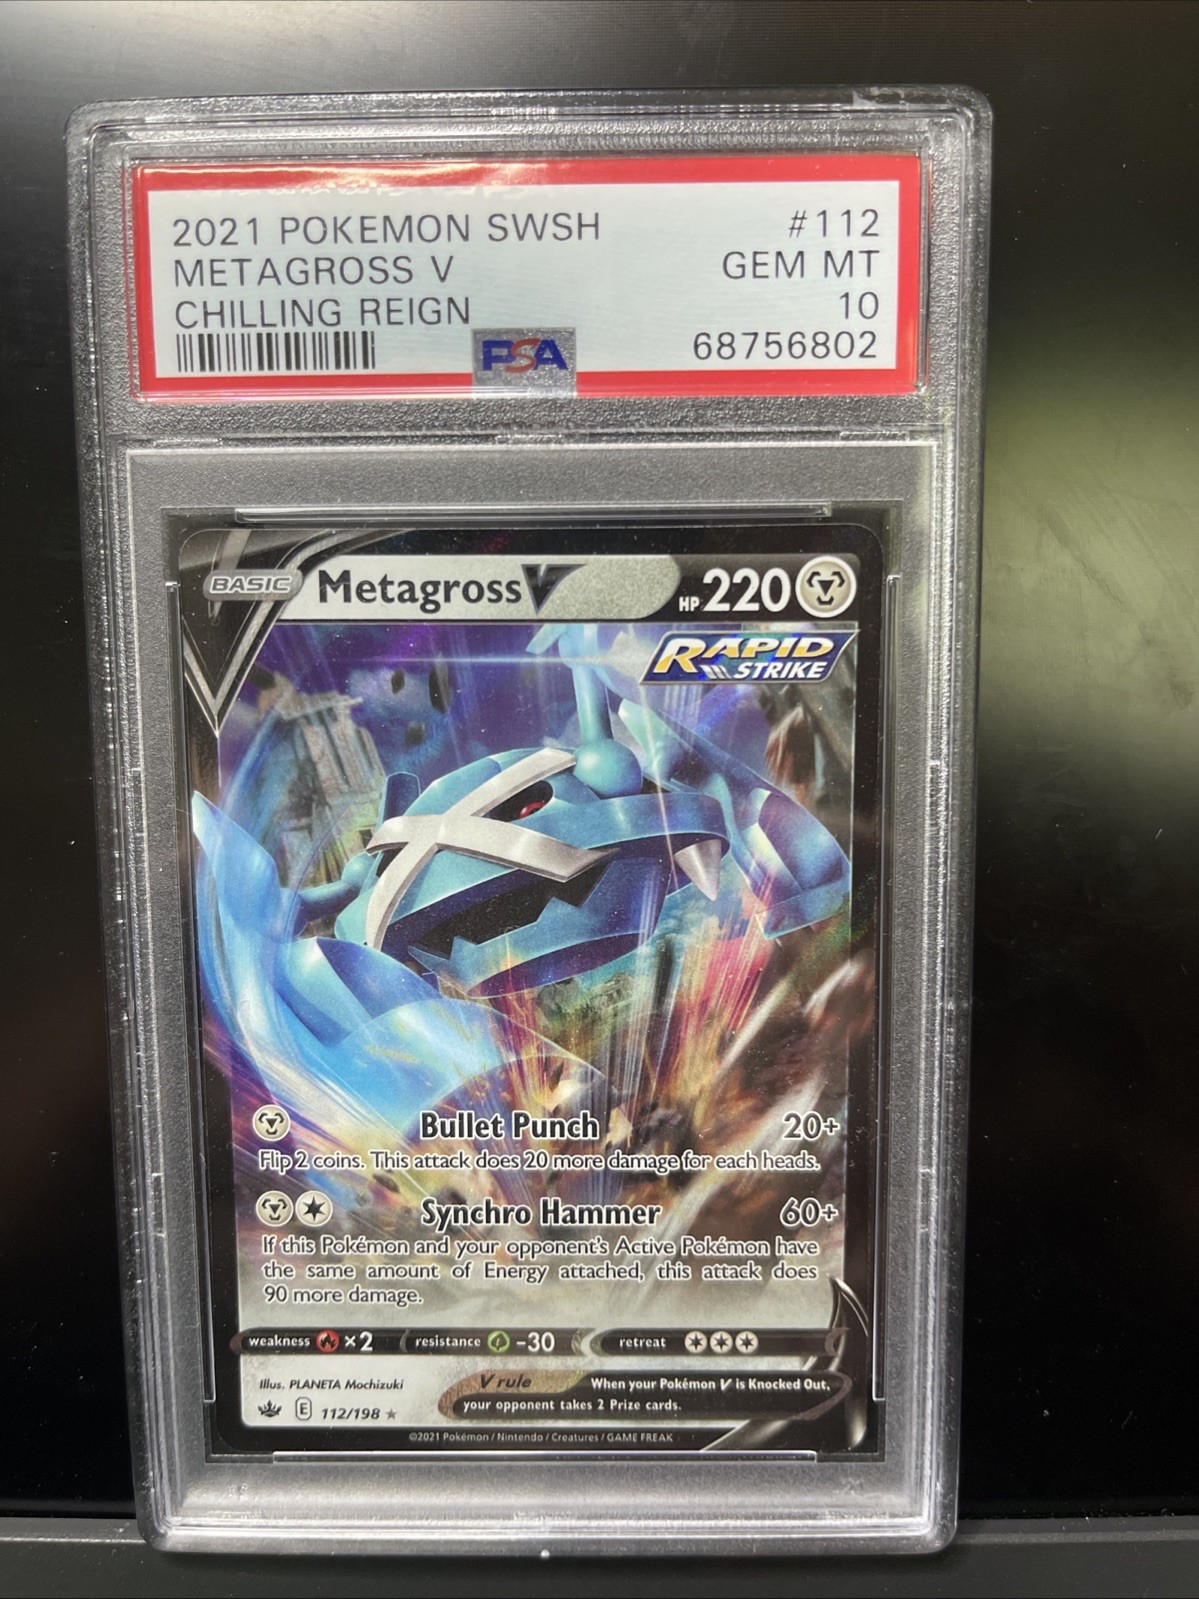 2021 POKEMON SWSH #112
METAGROSS V GEM MT
CHILLING REIGN 10
PSA 68756802
BASIC Metagross V HP 220
RAPID
STRIKE
Bullet Punch 20+
Flip 2 coins. This attack does 20 more damage for each heads.
Synchro Hammer 60+
If this Pokémon and your opponent's Active Pokémon have
the same amount of Energy attached, this attack does
90 more damage.
weakness ×2 resistance -30 retreat
Illus. PLANETA Mochizuki
V rule When your Pokémon V is Knocked Out,
your opponent takes 2 Prize cards.
E 112/198 ★
©2021 Pokémon / Nintendo / Creatures / GAME FREAK